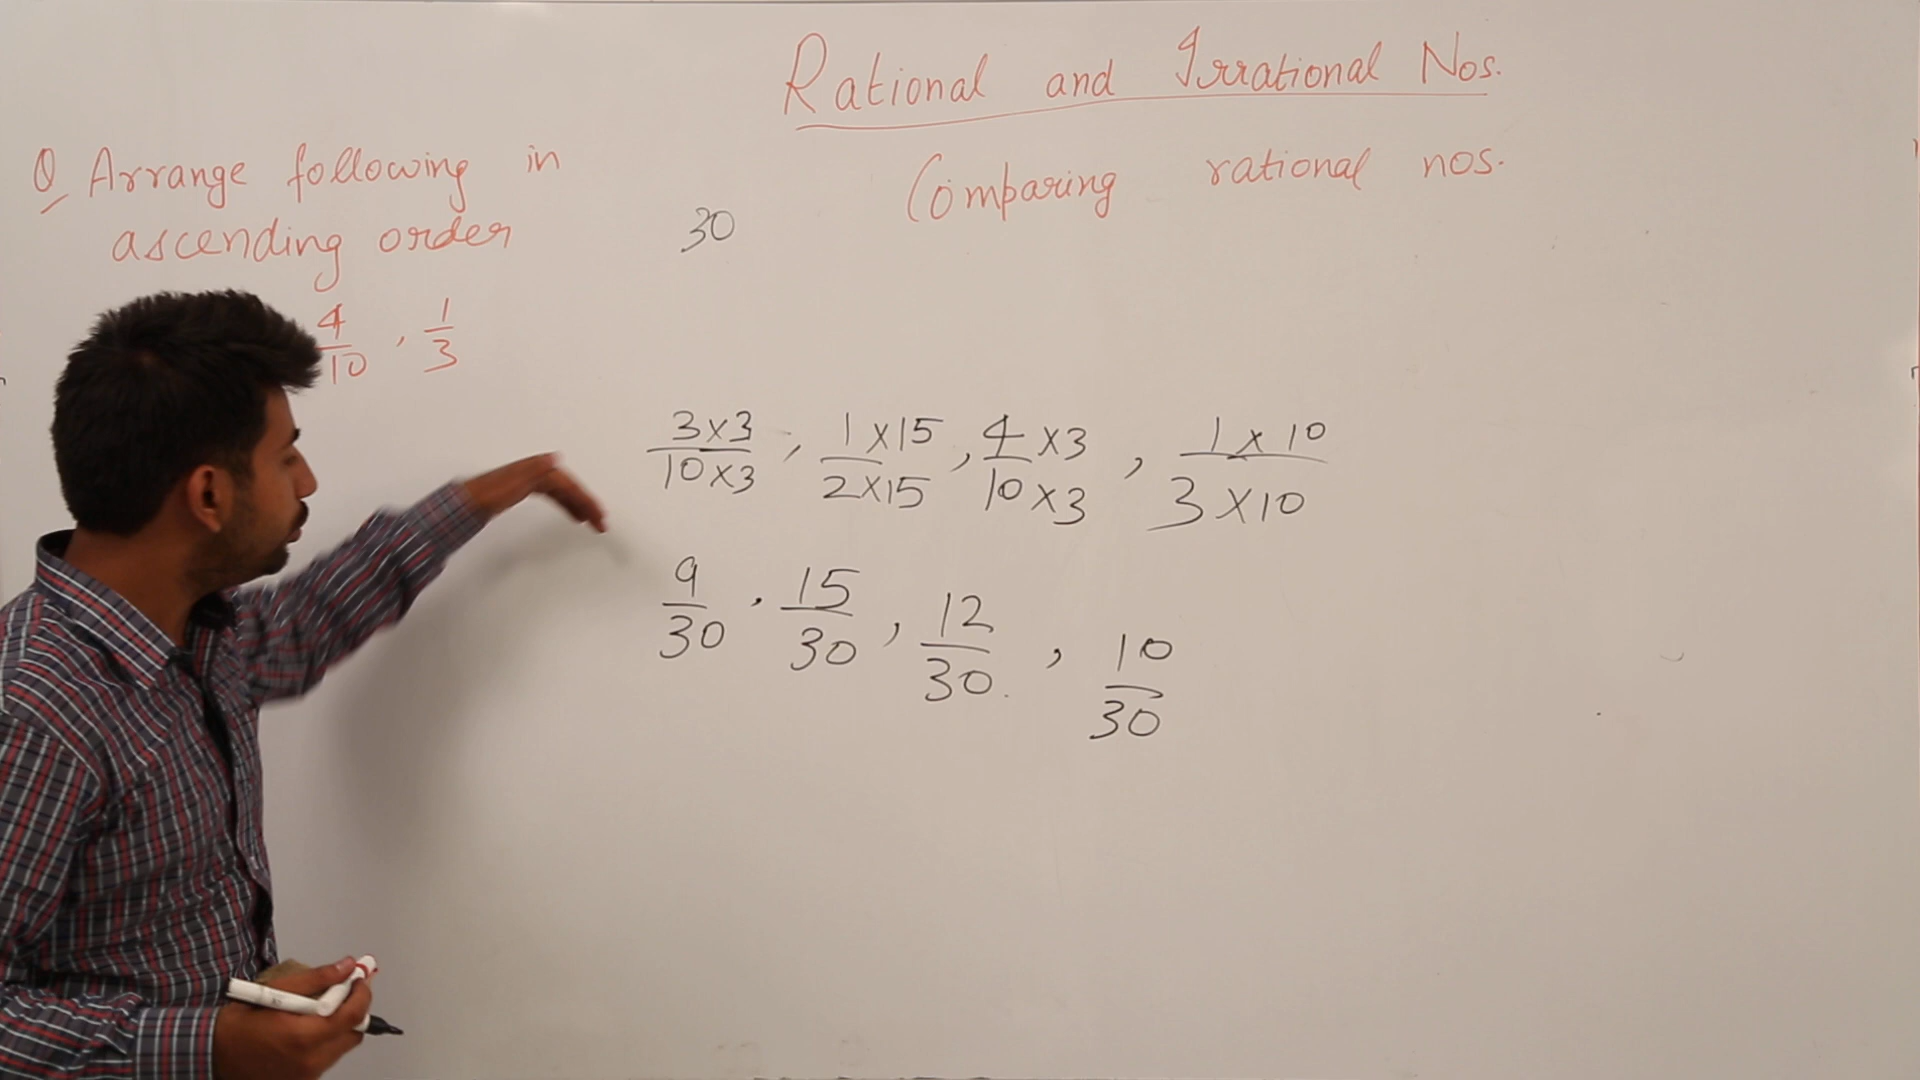 Rational and Irrational Nos.
Comparing rational nos.
Q Arrange following in
ascending order
4/10 , 1/3
30
3x3/10x3 , 1x15/2x15 , 4x3/10x3 , 1x10/3x10
9/30 , 15/30 , 12/30 , 10/30